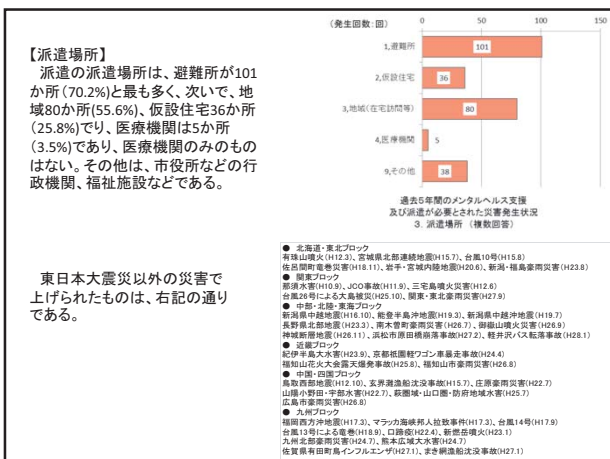 【派遣場所】
派遣の派遣場所は、避難所が101
か所(70.2%)と最も多く、次いで、地
域80か所(55.6%)、仮設住宅36か所
(25.8%)でり、医療機関は5か所
(3.5%)であり、医療機関のみのもの
はない。その他は、市役所などの行
政機関、福祉施設などである。
(発生回数:回)
0 50 100 150
1,避難所 101
2,仮設住宅 36
3,地域(在宅訪問等) 80
4,医療機関 5
9,その他 38
過去5年間のメンタルヘルス支援
及び派遣が必要とされた災害発生状況
3. 派遣場所 (複数回答)
東日本大震災以外の災害で
上げられたものは、右記の通り
である。
● 北海道・東北ブロック
有珠山噴火(H12.3)、宮城県北部連続地震(H15.7)、台風10号(H15.8)
佐呂間町竜巻災害(H18.11)、岩手・宮城内陸地震(H20.6)、新潟・福島豪雨災害(H23.8)
● 関東ブロック
那須水害(H10.9)、JCO事故(H11.9)、三宅島噴火災害(H12.6)
台風26号による大島被災(H25.10)、関東・東北豪雨災害(H27.9)
● 中部・北陸・東海ブロック
新潟県中越地震(H16.10)、能登半島沖地震(H19.3)、新潟県中越沖地震(H19.7)
長野県北部地震(H23.3)、南木曽町豪雨災害(H26.7)、御嶽山噴火災害(H26.9)
神城断層地震(H26.11)、浜松市原田橋崩落事故(H27.2)、軽井沢バス転落事故(H28.1)
● 近畿ブロック
紀伊半島大水害(H23.9)、京都祇園軽ワゴン車暴走事故(H24.4)
福知山花火大会露天爆発事故(H25.8)、福知山市豪雨災害(H26.8)
● 中国・四国ブロック
鳥取西部地震(H12.10)、玄界灘漁船沈没事故(H15.7)、庄原豪雨災害(H22.7)
山陽小野田・宇部水害(H22.7)、萩圏域・山口圏・防府地域水害(H25.7)
広島市豪雨災害(H26.8)
● 九州ブロック
福岡西方沖地震(H17.3)、マラッカ海峡邦人拉致事件(H17.3)、台風14号(H17.9)
台風13号による竜巻(H18.9)、口蹄疫(H22.4)、新燃岳噴火(H23.1)
九州北部豪雨災害(H24.7)、熊本広域大水害(H24.7)
佐賀県有田町鳥インフルエンザ(H27.1)、まき網漁船沈没事故(H27.1)